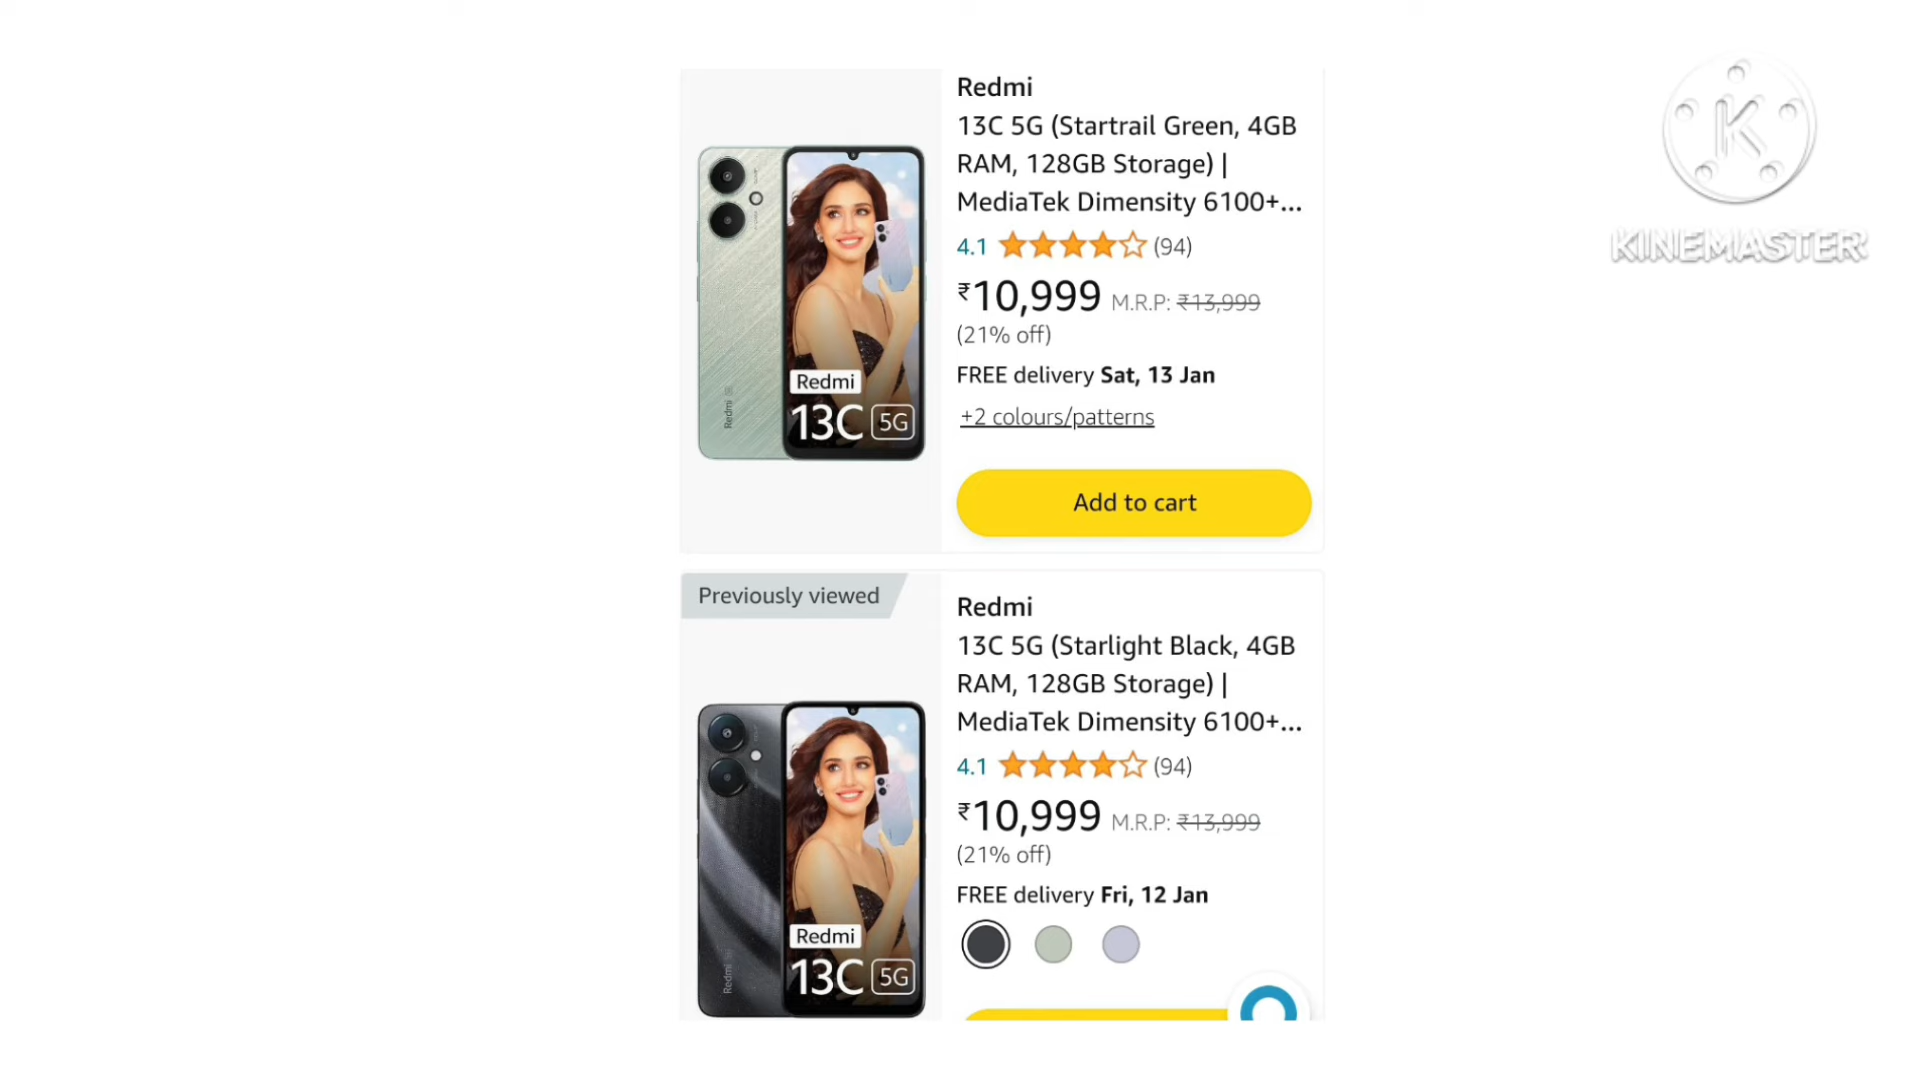 Redmi
13C 5G (Startrail Green, 4GB
RAM, 128GB Storage) |
MediaTek Dimensity 6100+...
4.1 (94)
₹10,999 M.R.P: ₹13,999
(21% off)
FREE delivery Sat, 13 Jan
+2 colours/patterns
Add to cart
Redmi
13C 5G
Redmi
K
KINEMASTER
Previously viewed
Redmi
13C 5G (Starlight Black, 4GB
RAM, 128GB Storage) |
MediaTek Dimensity 6100+...
4.1 (94)
₹10,999 M.R.P: ₹13,999
(21% off)
FREE delivery Fri, 12 Jan
Redmi
13C 5G
Redmi